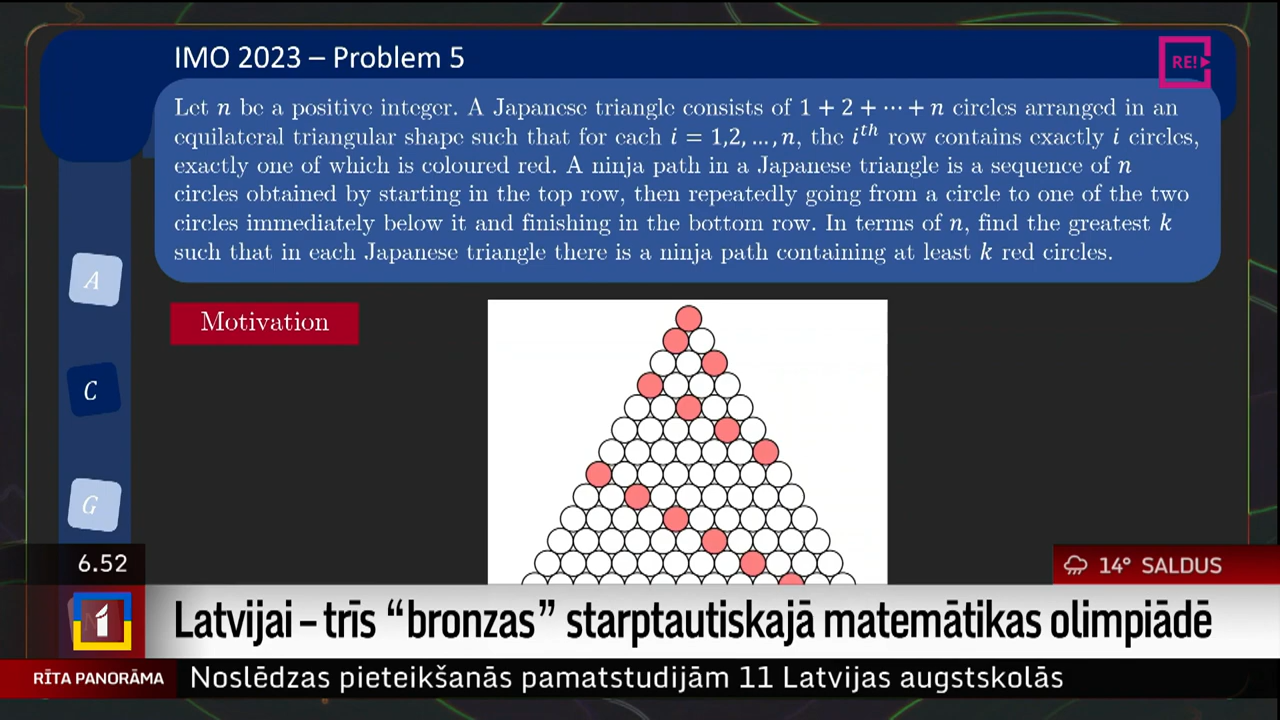 IMO 2023 – Problem 5
RE!
Let n be a positive integer. A Japanese triangle consists of 1 + 2 + ⋯ + n circles arranged in an
equilateral triangular shape such that for each i = 1,2, …, n, the iᵗʰ row contains exactly i circles,
exactly one of which is coloured red. A ninja path in a Japanese triangle is a sequence of n
circles obtained by starting in the top row, then repeatedly going from a circle to one of the two
circles immediately below it and finishing in the bottom row. In terms of n, find the greatest k
such that in each Japanese triangle there is a ninja path containing at least k red circles.
A
Motivation
C
G
6.52
14° SALDUS
1
Latvijai – trīs “bronzas” starptautiskajā matemātikas olimpiādē
RĪTA PANORĀMA
Noslēdzas pieteikšanās pamatstudijām 11 Latvijas augstskolās